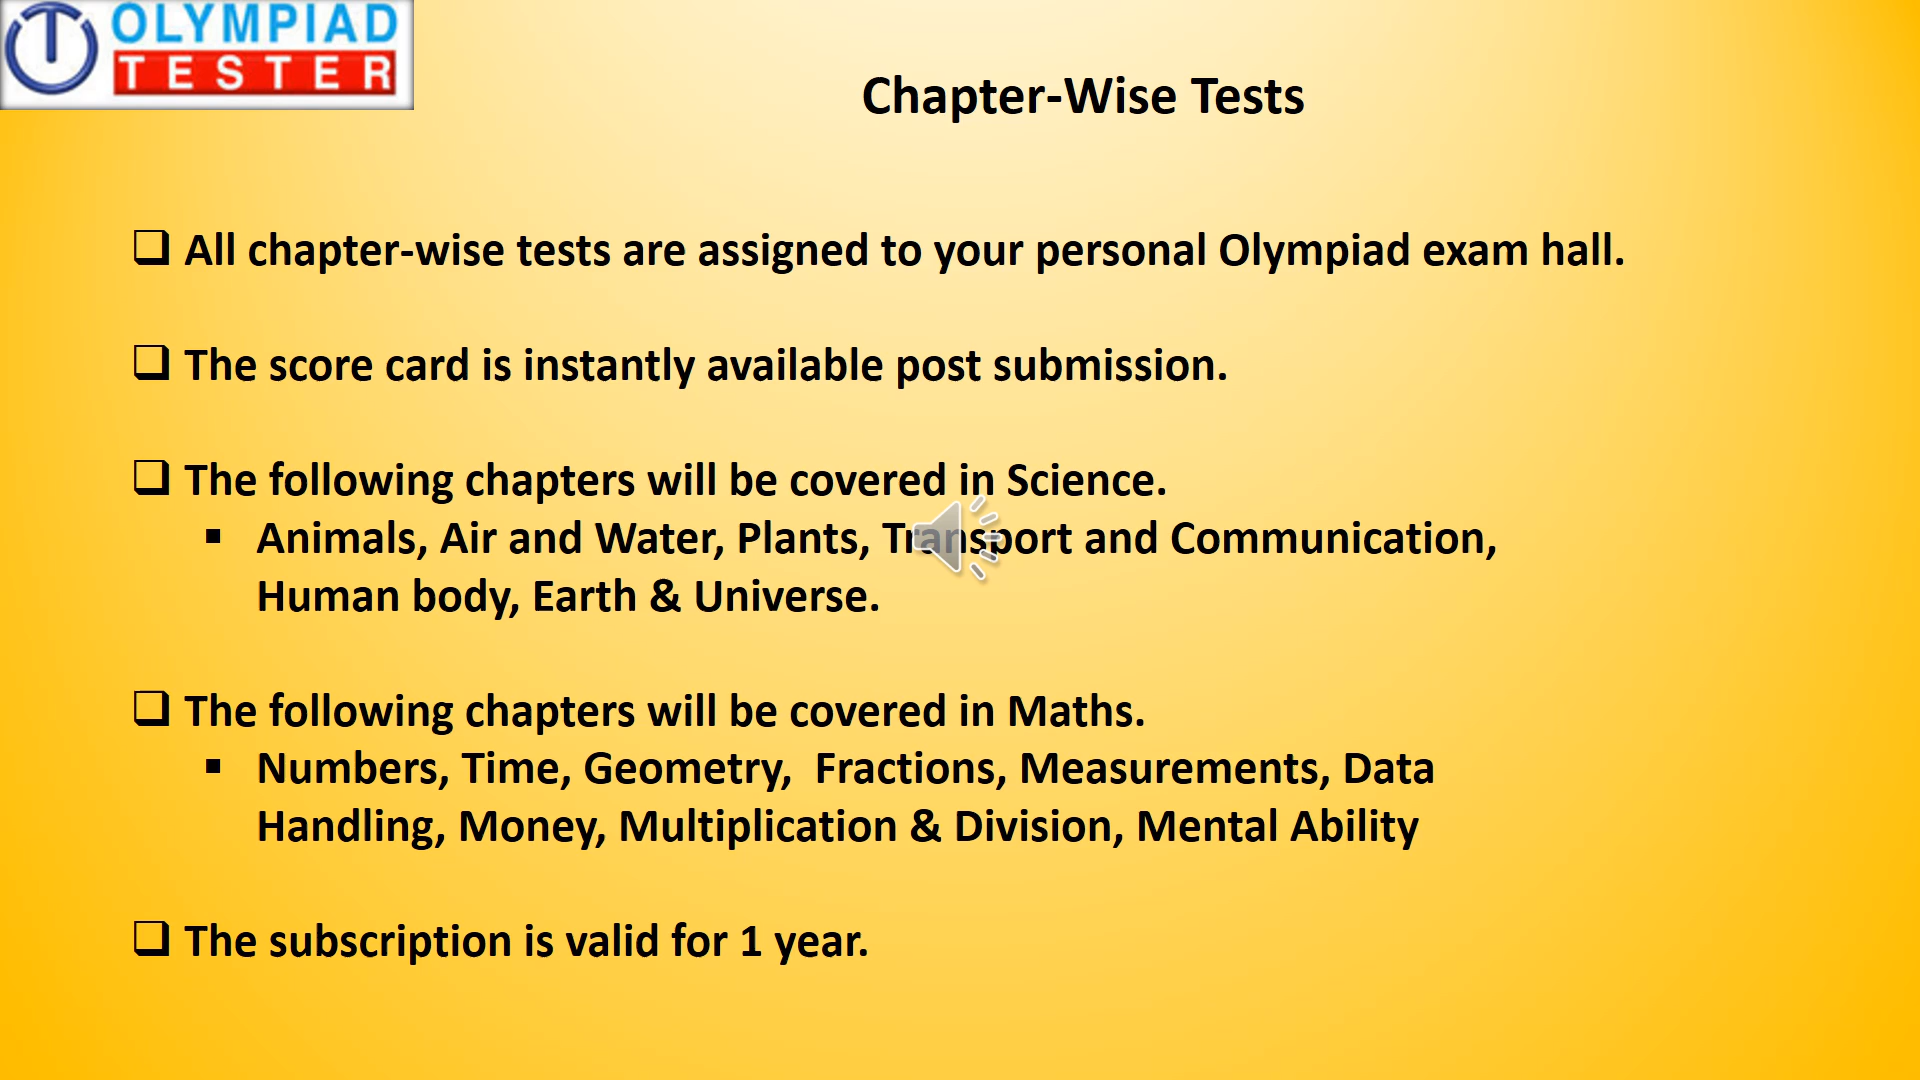 OLYMPIAD
TESTER
Chapter-Wise Tests
All chapter-wise tests are assigned to your personal Olympiad exam hall.
The score card is instantly available post submission.
The following chapters will be covered in Science.
Animals, Air and Water, Plants, Transport and Communication,
Human body, Earth & Universe.
The following chapters will be covered in Maths.
Numbers, Time, Geometry,  Fractions, Measurements, Data
Handling, Money, Multiplication & Division, Mental Ability
The subscription is valid for 1 year.